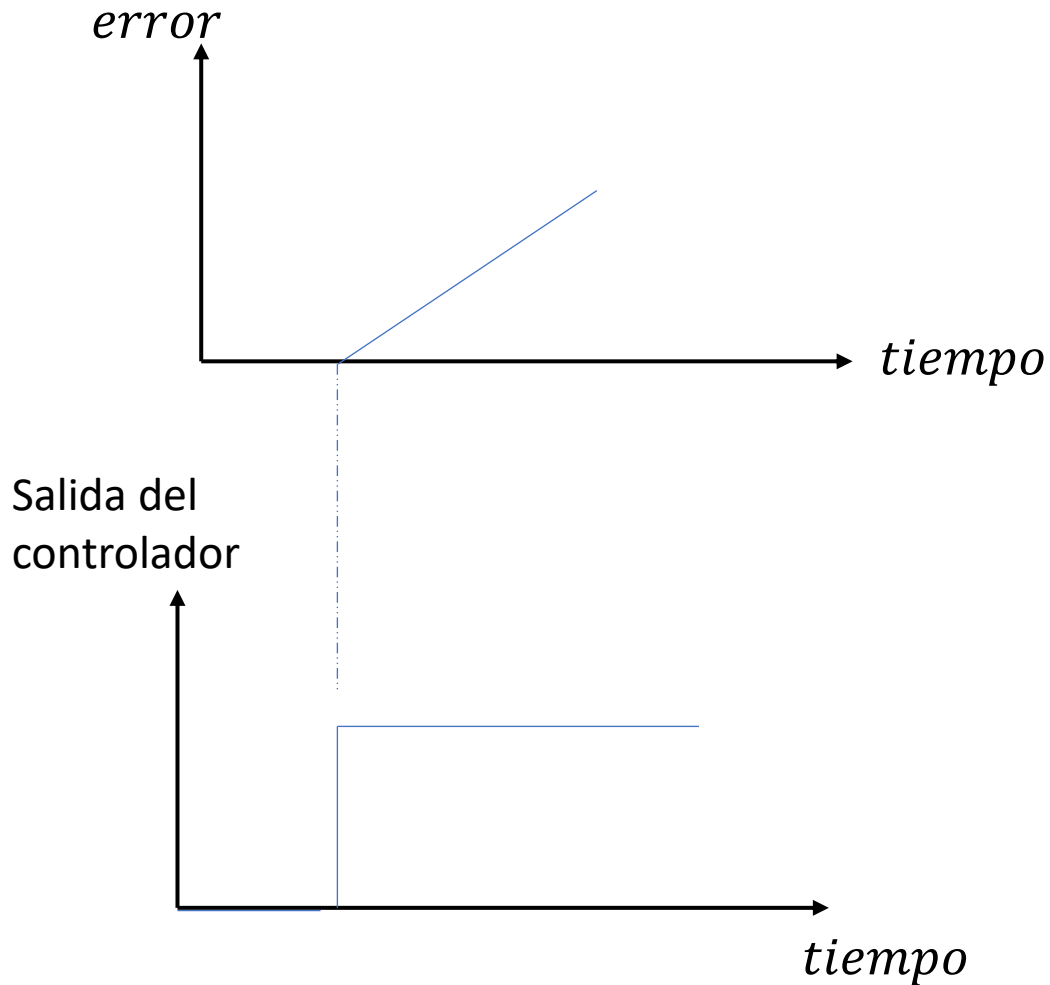 error
tiempo
Salida del
controlador
tiempo